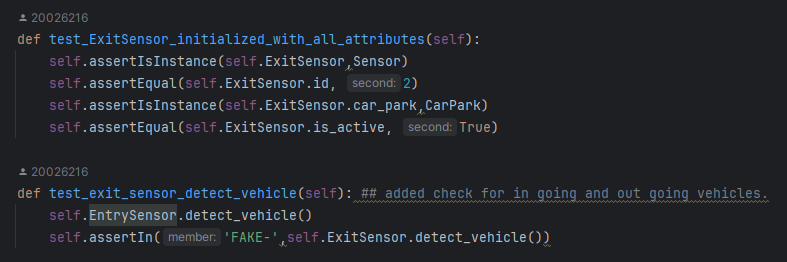 20026216
def test_ExitSensor_initialized_with_all_attributes(self):
self.assertIsInstance(self.ExitSensor,Sensor)
self.assertEqual(self.ExitSensor.id, second: 2)
self.assertIsInstance(self.ExitSensor.car_park,CarPark)
self.assertEqual(self.ExitSensor.is_active, second: True)
20026216
def test_exit_sensor_detect_vehicle(self): ## added check for in going and out going vehicles.
self.EntrySensor.detect_vehicle()
self.assertIn( member: 'FAKE-',self.ExitSensor.detect_vehicle())